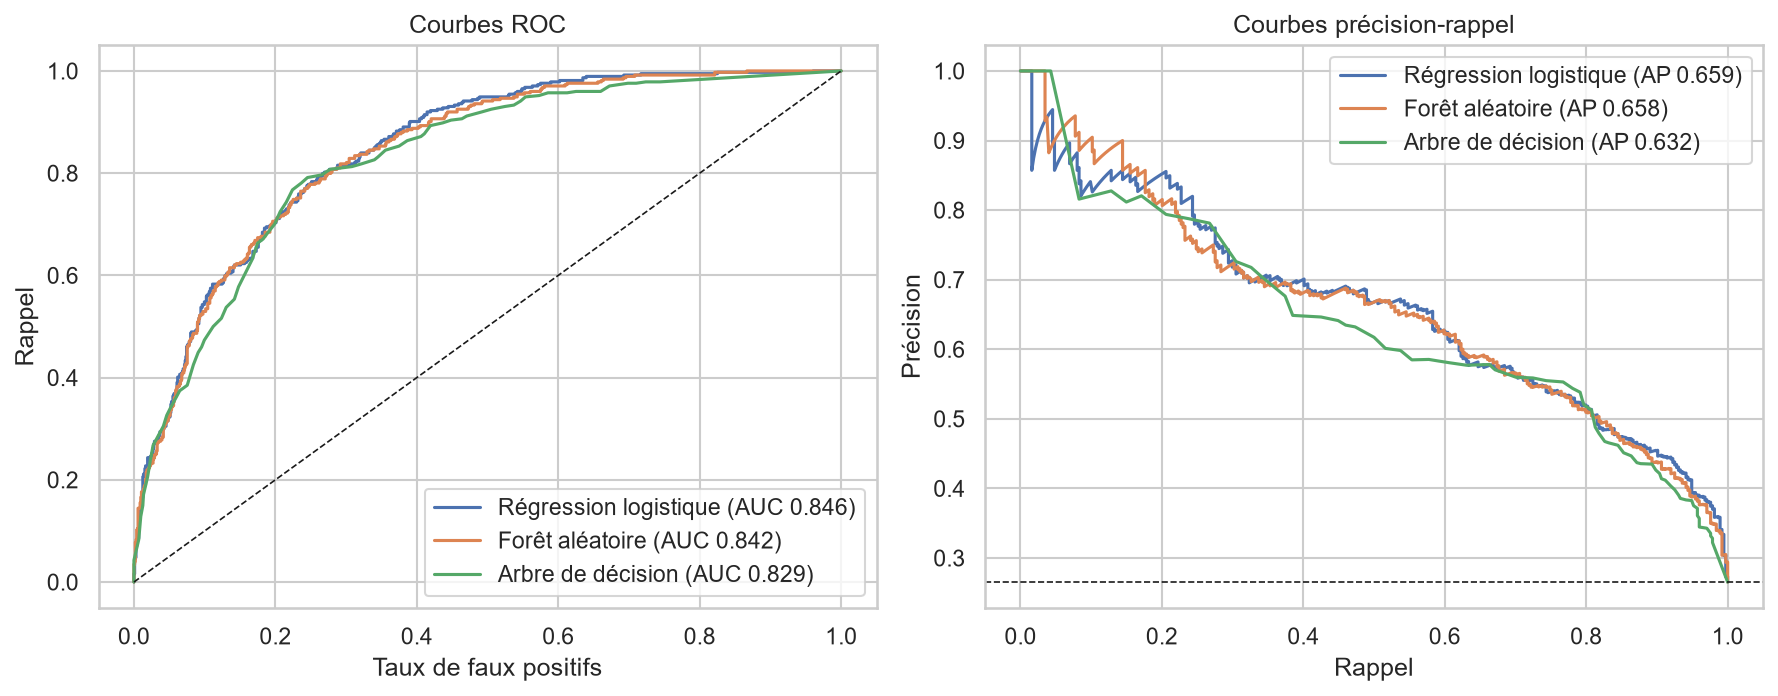 Courbes ROC
Rappel
1.0
0.8
0.6
0.4
0.2
0.0
Régression logistique (AUC 0.846)
Forêt aléatoire (AUC 0.842)
Arbre de décision (AUC 0.829)
0.0 0.2 0.4 0.6 0.8 1.0
Taux de faux positifs
Courbes précision-rappel
Précision
1.0
0.9
0.8
0.7
0.6
0.5
0.4
0.3
Régression logistique (AP 0.659)
Forêt aléatoire (AP 0.658)
Arbre de décision (AP 0.632)
0.0 0.2 0.4 0.6 0.8 1.0
Rappel